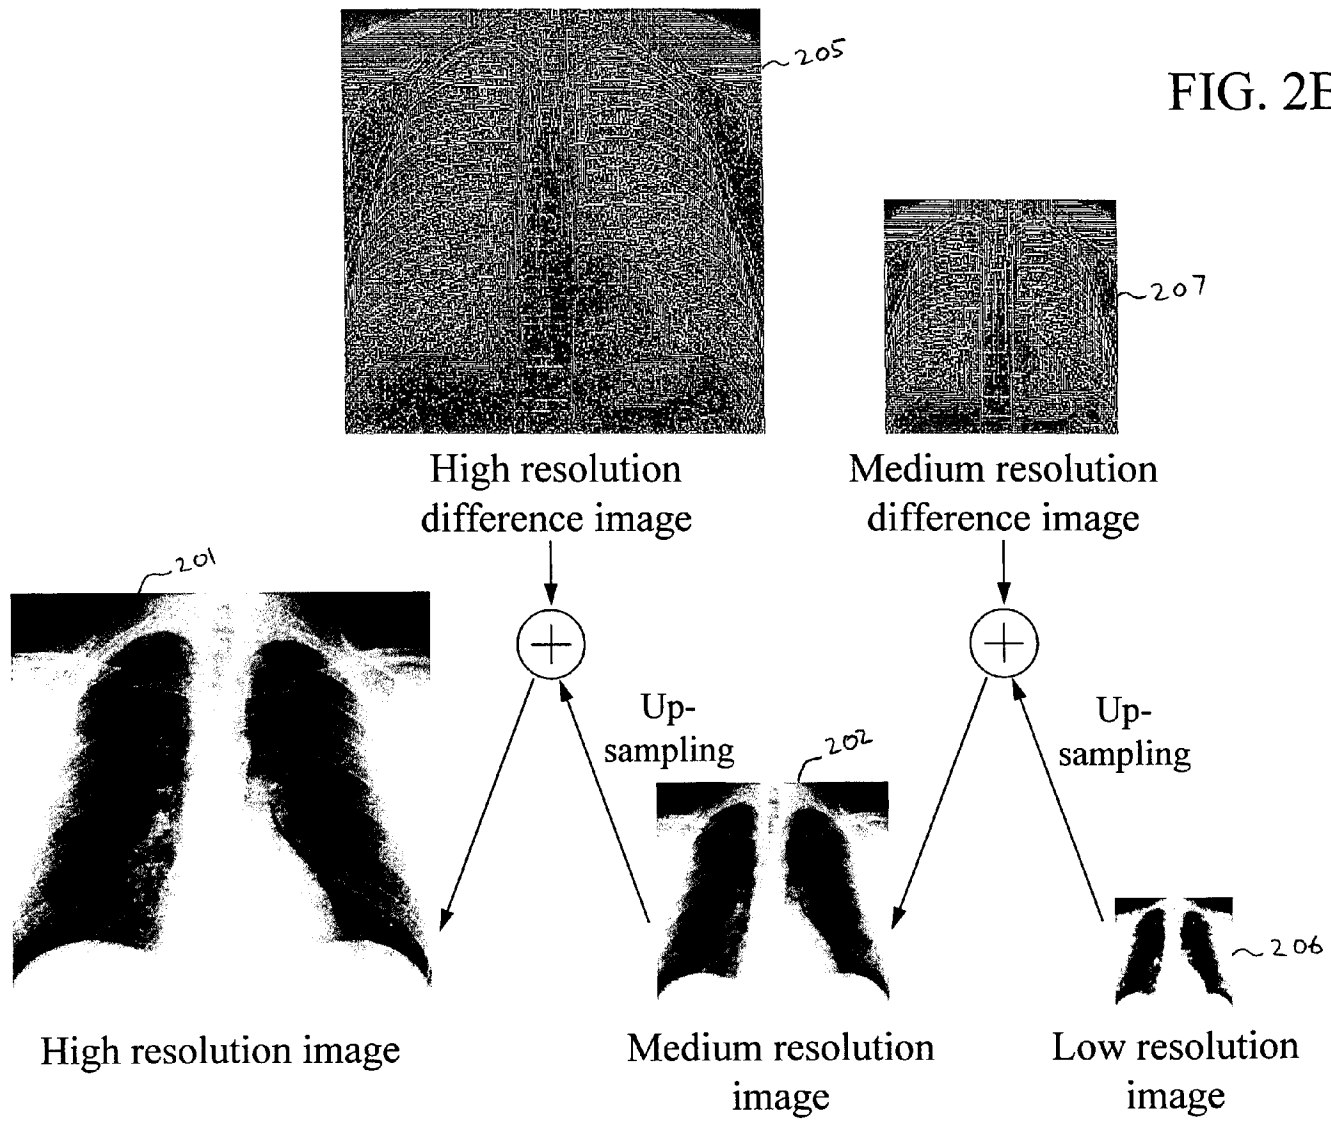 205
FIG. 2B
207
High resolution
difference image
Medium resolution
difference image
201
Up-
sampling
Up-
sampling
202
206
High resolution image
Medium resolution
image
Low resolution
image